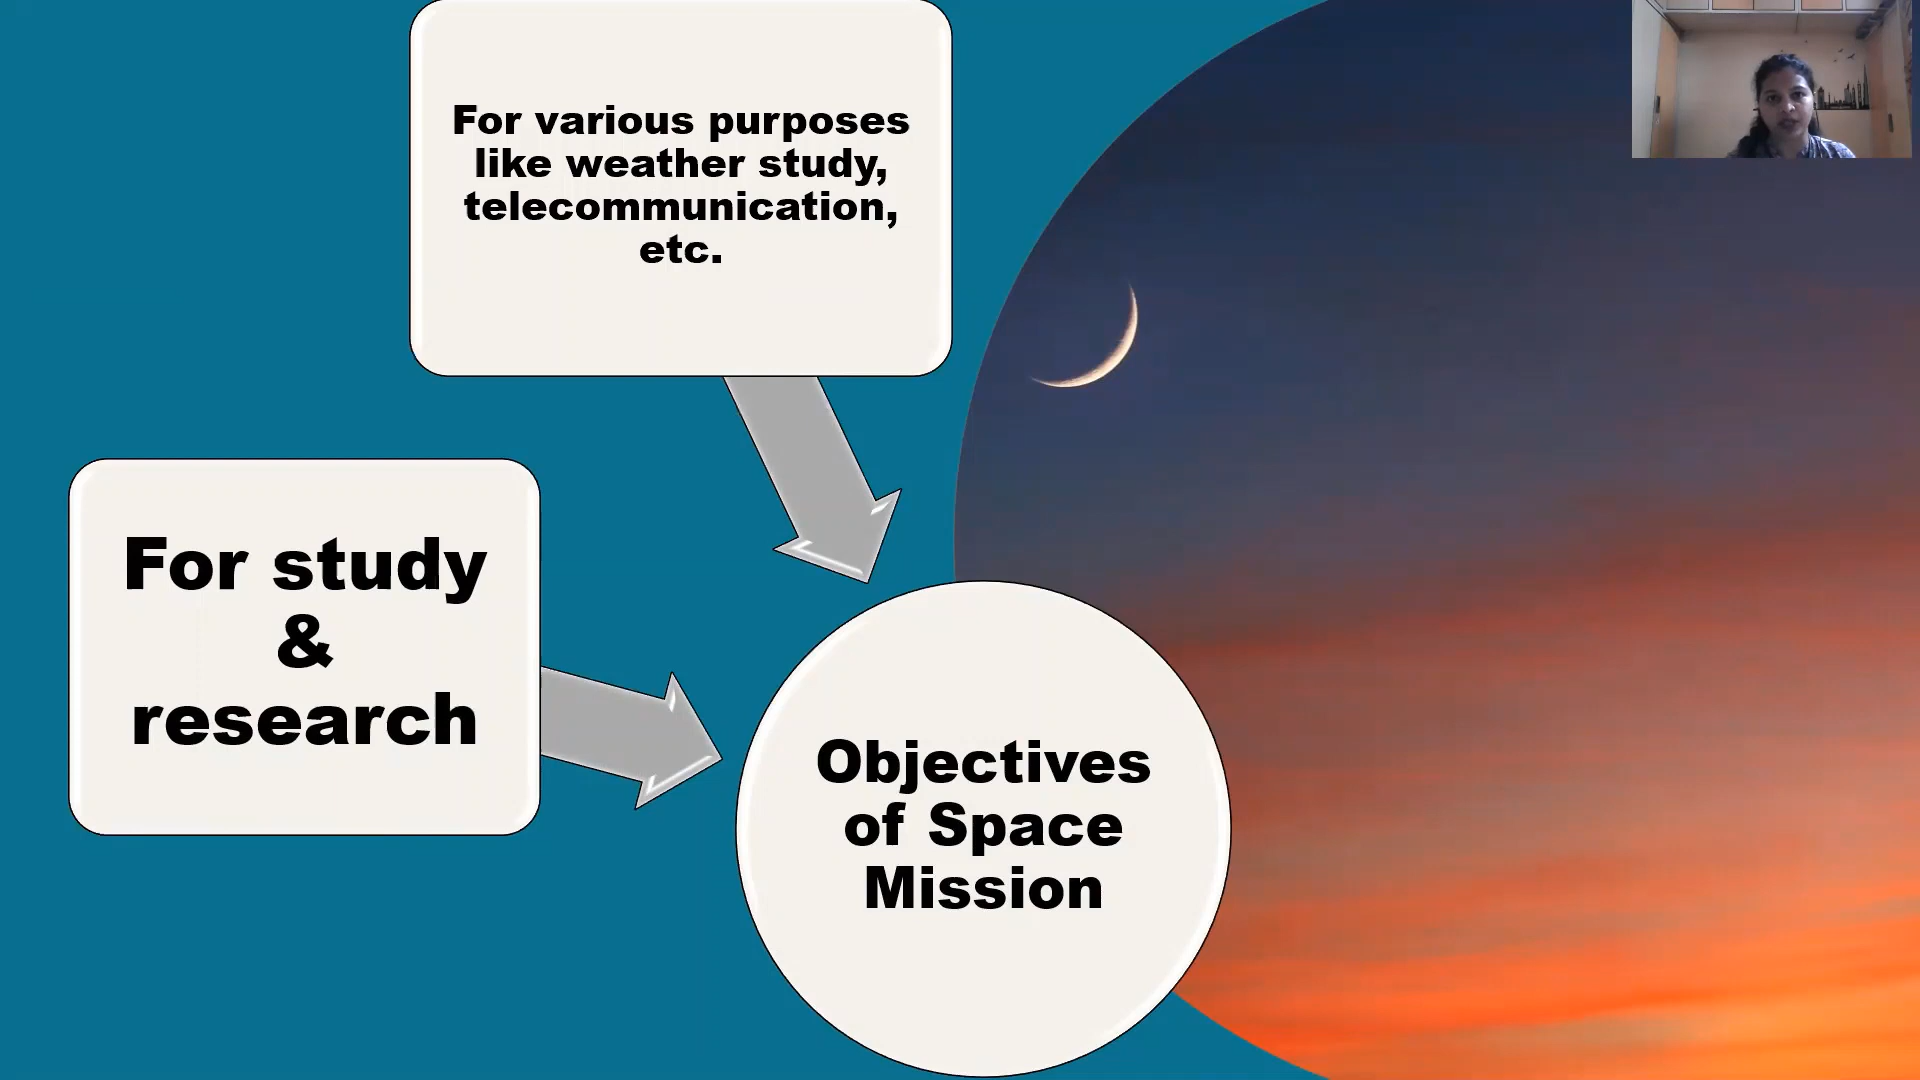 For various purposes
like weather study,
telecommunication,
etc.
For study
&
research
Objectives
of Space
Mission